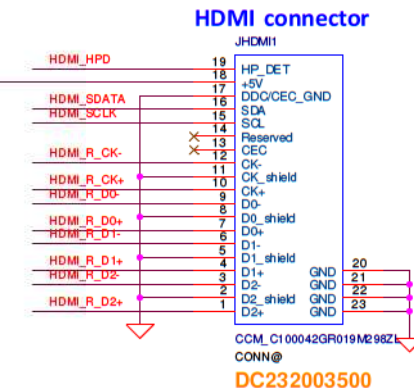 HDMI connector
JHDMI1
HDMI_HPD 19 HP_DET
18 +5V
17 DDC/CEC_GND
HDMI_SDATA 16 SDA
HDMI_SCLK 15 SCL
14 Reserved
13 CEC
HDMI_R_CK- 12 CK-
11 CK_shield
HDMI_R_CK+ 10 CK+
HDMI_R_D0- 9 D0-
8 D0_shield
HDMI_R_D0+ 7 D0+
HDMI_R_D1- 6 D1-
5 D1_shield
HDMI_R_D1+ 4 D1+ GND 20
HDMI_R_D2- 3 D2- GND 21
2 D2_shield GND 22
HDMI_R_D2+ 1 D2+ GND 23
CCM_C100042GR019M298ZL
CONN@
DC232003500